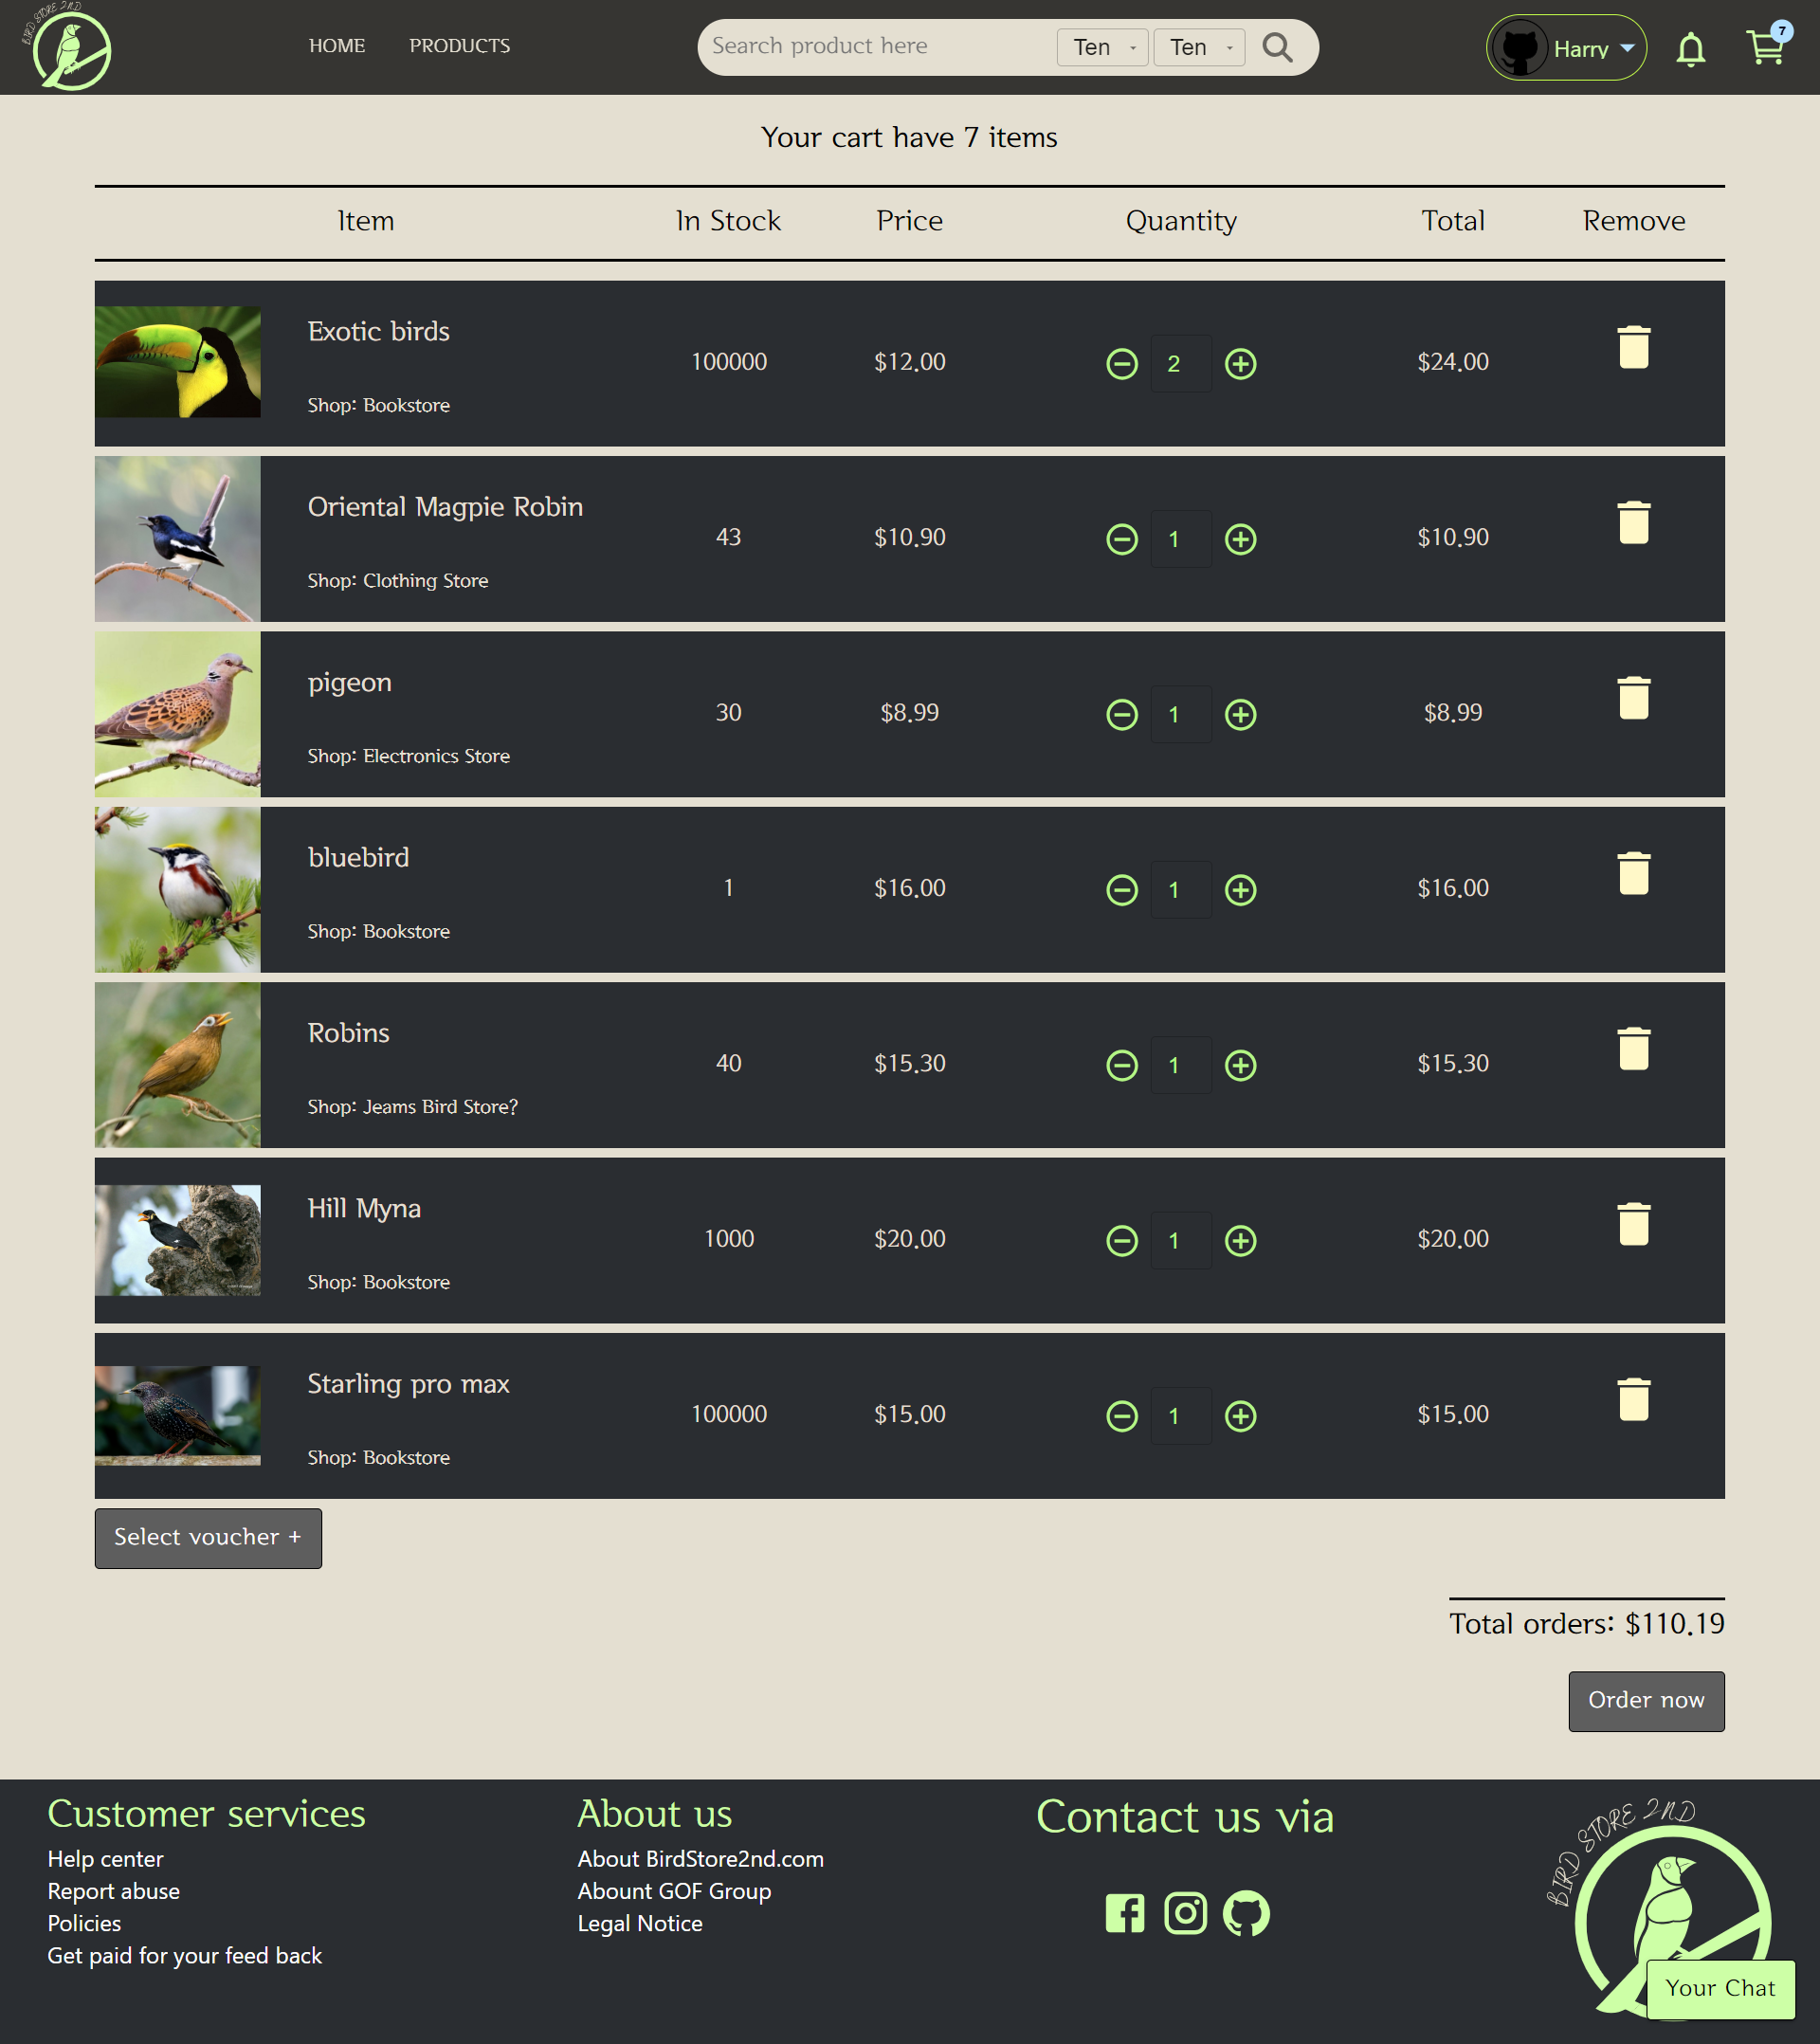 BIRD STORE 2ND
HOME
PRODUCTS
Search product here
Ten
Ten
Harry
7
Your cart have 7 items
Item
In Stock
Price
Quantity
Total
Remove
Exotic birds
Shop: Bookstore
100000
$12.00
2
$24.00
Oriental Magpie Robin
Shop: Clothing Store
43
$10.90
1
$10.90
pigeon
Shop: Electronics Store
30
$8.99
1
$8.99
bluebird
Shop: Bookstore
1
$16.00
1
$16.00
Robins
Shop: Jeams Bird Store?
40
$15.30
1
$15.30
Hill Myna
Shop: Bookstore
1000
$20.00
1
$20.00
Starling pro max
Shop: Bookstore
100000
$15.00
1
$15.00
Select voucher +
Total orders: $110.19
Order now
Customer services
Help center
Report abuse
Policies
Get paid for your feed back
About us
About BirdStore2nd.com
Abount GOF Group
Legal Notice
Contact us via
BIRD STORE 2ND
Your Chat